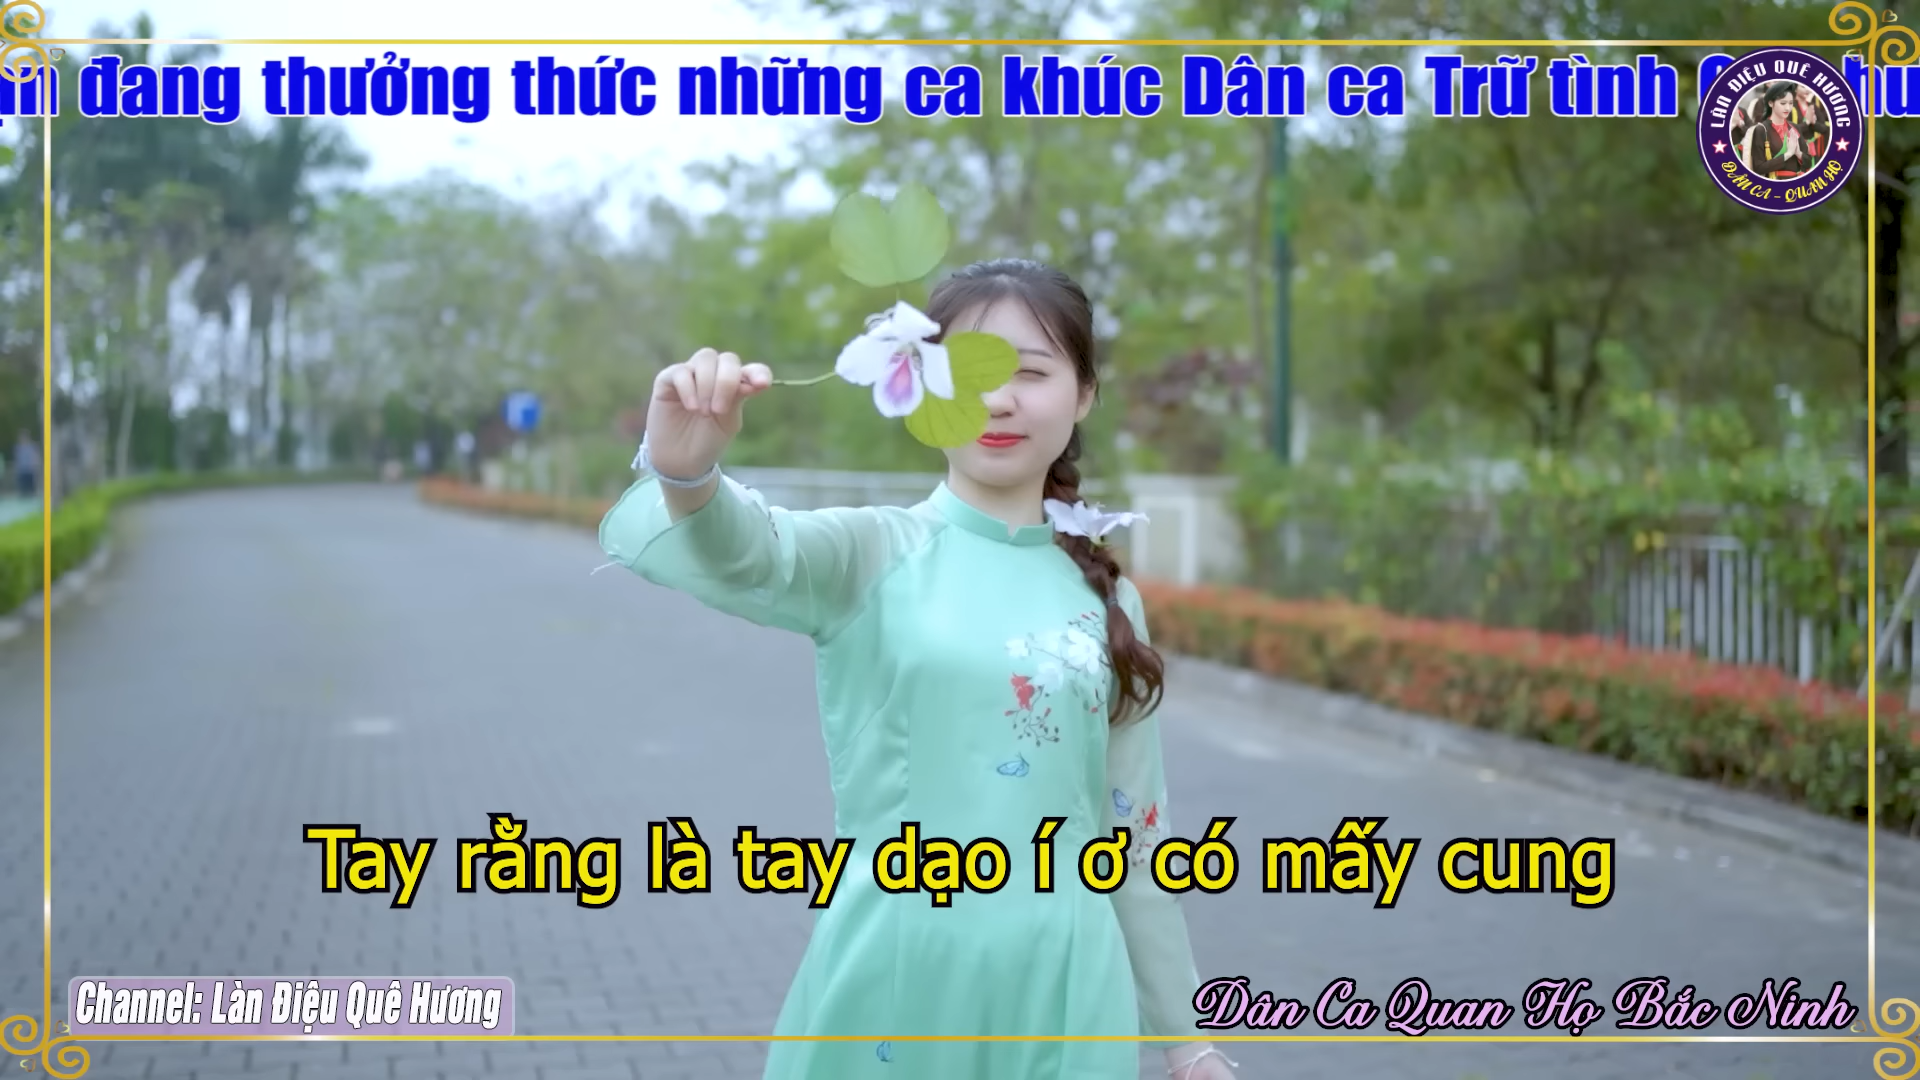 đang thưởng thức những ca khúc Dân ca Trữ tình
LÀN ĐIỆU QUÊ HƯƠNG
DÂN CA - QUAN HỌ
Tay rằng là tay dạo í ơ có mấy cung
Channel: Làn Điệu Quê Hương
Dân Ca Quan Họ Bắc Ninh